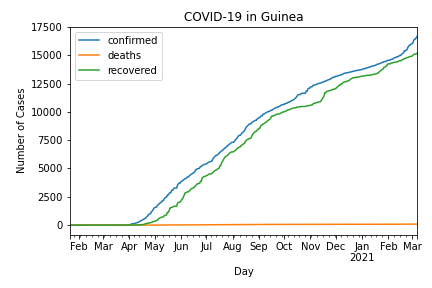 COVID-19 in Guinea
17500
15000
12500
10000
7500
5000
2500
0
Number of Cases
confirmed
deaths
recovered
Feb Mar Apr May Jun Jul Aug Sep Oct Nov Dec Jan Feb Mar
2021
Day